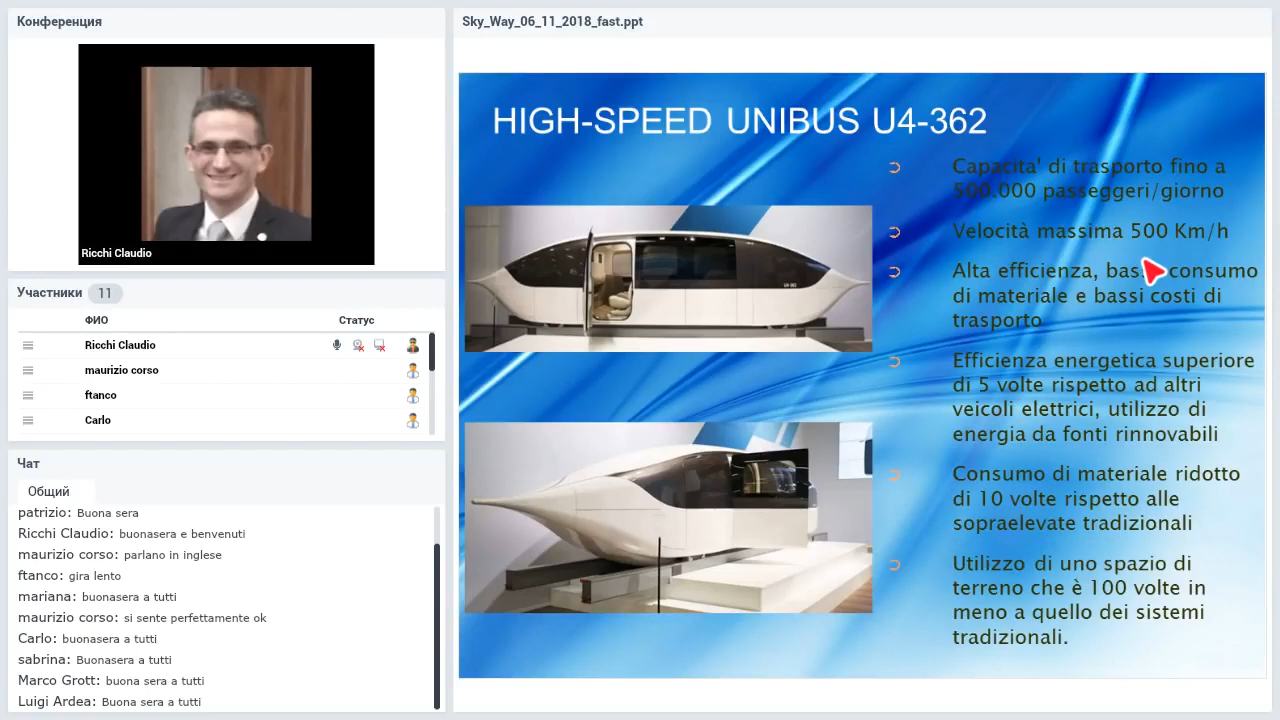 Конференция
Ricchi Claudio
Участники 11
ФИО Статус
Ricchi Claudio
maurizio corso
ftanco
Carlo
Чат
Общий
patrizio: Buona sera
Ricchi Claudio: buonasera e benvenuti
maurizio corso: parlano in inglese
ftanco: gira lento
mariana: buonasera a tutti
maurizio corso: si sente perfettamente ok
Carlo: buonasera a tutti
sabrina: Buonasera a tutti
Marco Grott: buona sera a tutti
Luigi Ardea: Buona sera a tutti
Sky_Way_06_11_2018_fast.ppt
HIGH-SPEED UNIBUS U4-362
Capacita' di trasporto fino a
500.000 passeggeri/giorno
Velocità massima 500 Km/h
Alta efficienza, consumo
di materiale e bassi costi di
trasporto
Efficienza energetica superiore
di 5 volte rispetto ad altri
veicoli elettrici, utilizzo di
energia da fonti rinnovabili
Consumo di materiale ridotto
di 10 volte rispetto alle
sopraelevate tradizionali
Utilizzo di uno spazio di
terreno che è 100 volte in
meno a quello dei sistemi
tradizionali.